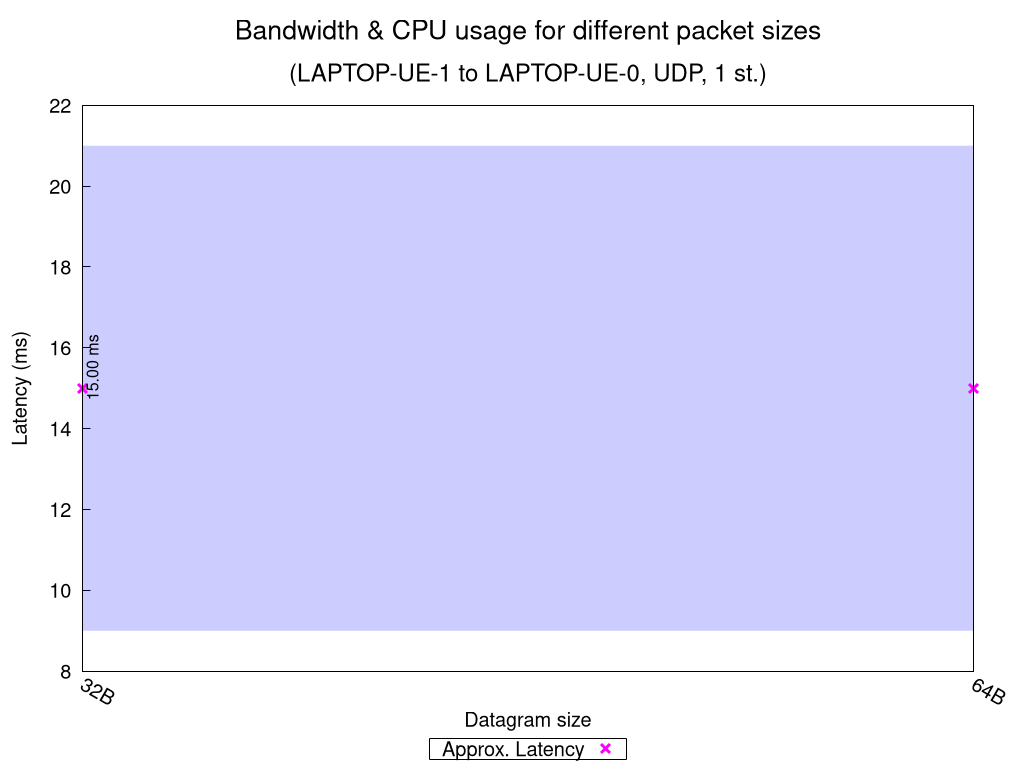 Bandwidth & CPU usage for different packet sizes
(LAPTOP-UE-1 to LAPTOP-UE-0, UDP, 1 st.)
22
20
18
16
14
12
10
8
Latency (ms)
15.00 ms
32B
64B
Datagram size
Approx. Latency